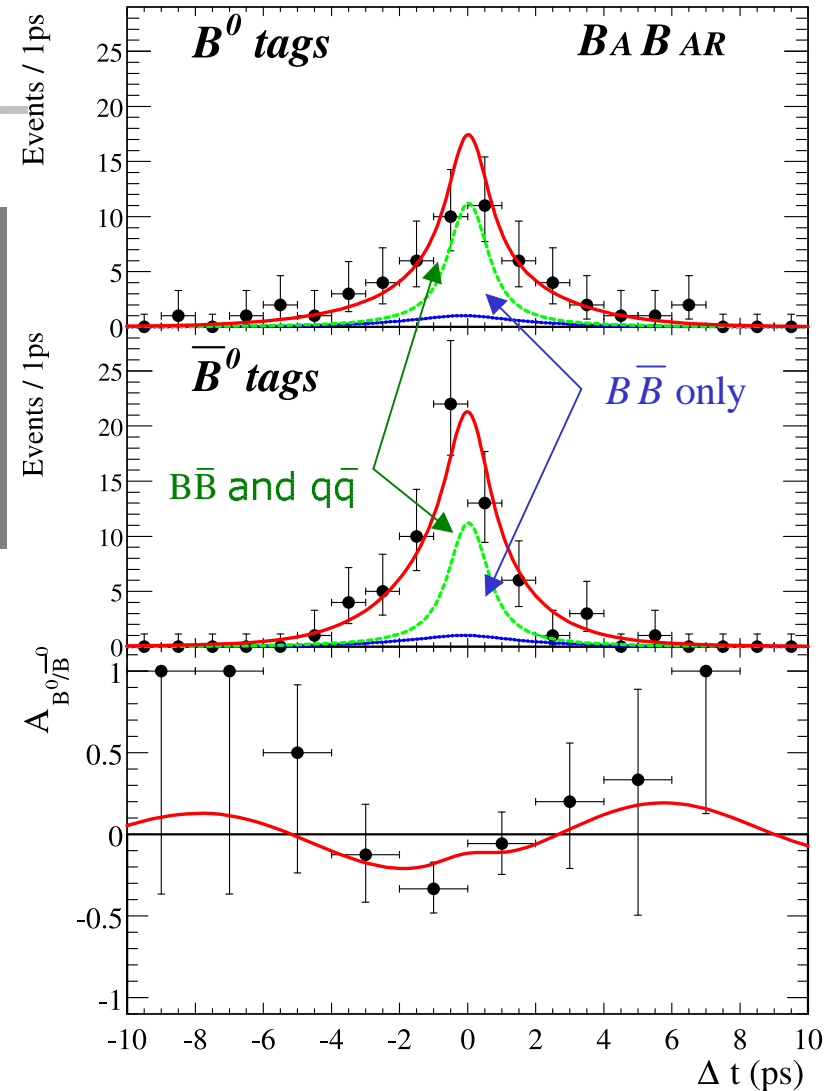 Events / 1ps
B⁰ tags
BABAR
25
20
15
10
5
0
Events / 1ps
B̅⁰ tags
B B̅ only
BB̅ and qq̅
25
20
15
10
5
0
A B⁰/B̅⁰
1
0.5
0
-0.5
-1
-10 -8 -6 -4 -2 0 2 4 6 8 10
Δ t (ps)